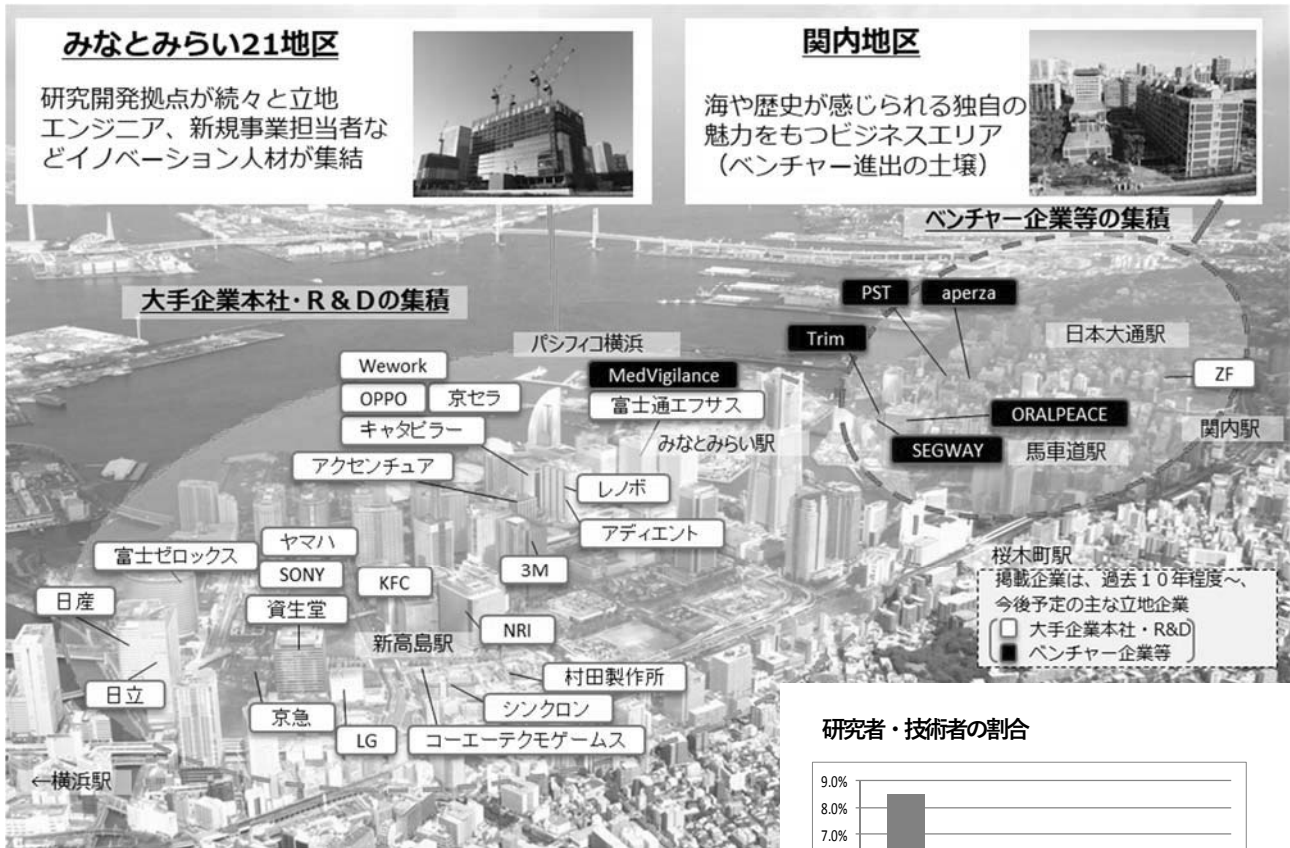 みなとみらい21地区
研究開発拠点が続々と立地
エンジニア、新規事業担当者な
どイノベーション人材が集結
関内地区
海や歴史が感じられる独自の
魅力をもつビジネスエリア
（ベンチャー進出の土壌）
ベンチャー企業等の集積
大手企業本社・R＆Dの集積
PST
aperza
日本大通駅
Trim
パシフィコ横浜
Wework
MedVigilance
ZF
OPPO
京セラ
富士通エフサス
ORALPEACE
キャタピラー
みなとみらい駅
関内駅
SEGWAY
馬車道駅
アクセンチュア
レノボ
アディエント
富士ゼロックス
ヤマハ
桜木町駅
3M
SONY
KFC
掲載企業は、過去１０年程度～、
今後予定の主な立地企業
大手企業本社・R&D
ベンチャー企業等
日産
資生堂
NRI
新高島駅
村田製作所
日立
シンクロン
京急
LG
コーエーテクモゲームス
←横浜駅
研究者・技術者の割合
9.0%
8.0%
7.0%